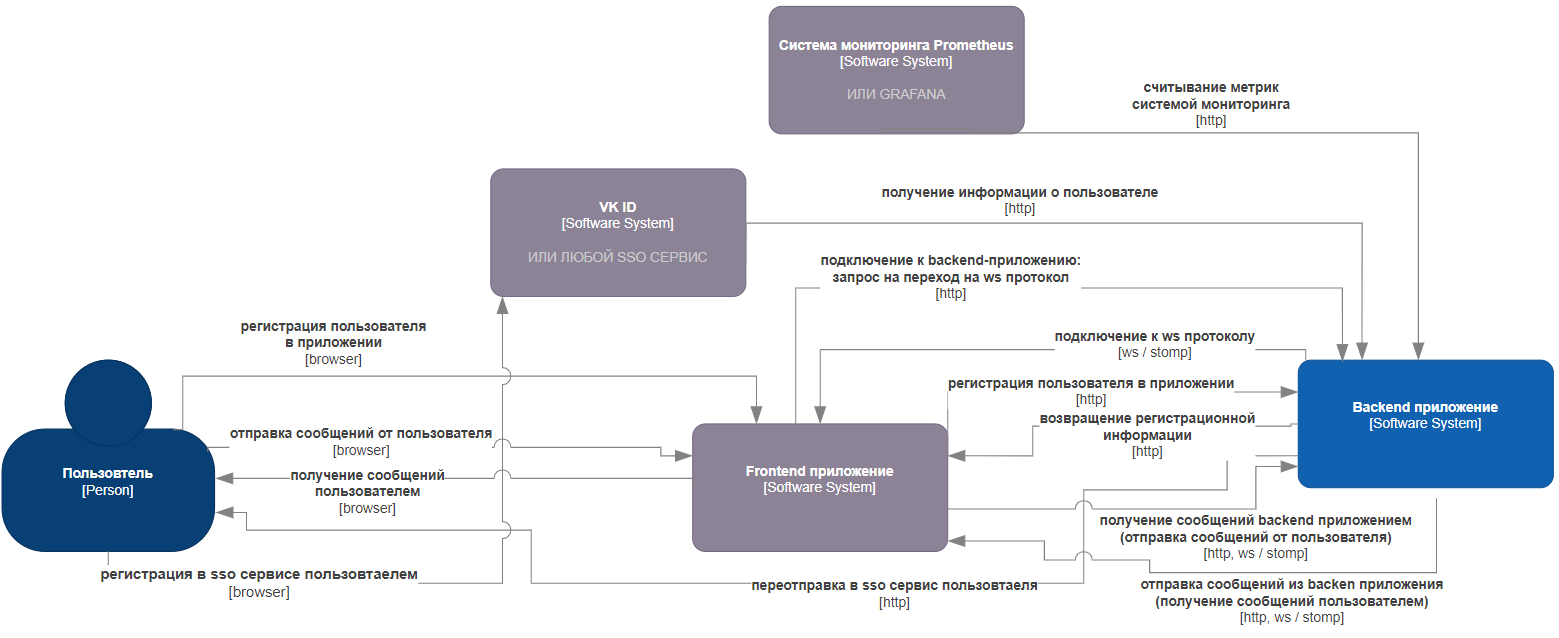 Система мониторинга Prometheus
[Software System]
ИЛИ GRAFANA
считывание метрик
системой мониторинга
[http]
VK ID
[Software System]
ИЛИ ЛЮБОЙ SSO СЕРВИС
получение информации о пользователе
[http]
подключение к backend-приложению:
запрос на переход на ws протокол
[http]
регистрация пользователя
в приложении
[browser]
подключение к ws протоколу
[ws / stomp]
регистрация пользователя в приложении
[http]
возвращение регистрационной
информации
[http]
Backend приложение
[Software System]
отправка сообщений от пользователя
[browser]
Пользовтель
[Person]
получение сообщений
пользователем
[browser]
Frontend приложение
[Software System]
получение сообщений backend приложением
(отправка сообщений от пользователя)
[http, ws / stomp]
регистрация в sso сервисе пользовтаелем
[browser]
переотправка в sso сервис пользовтаеля
[http]
отправка сообщений из backen приложения
(получение сообщений пользователем)
[http, ws / stomp]